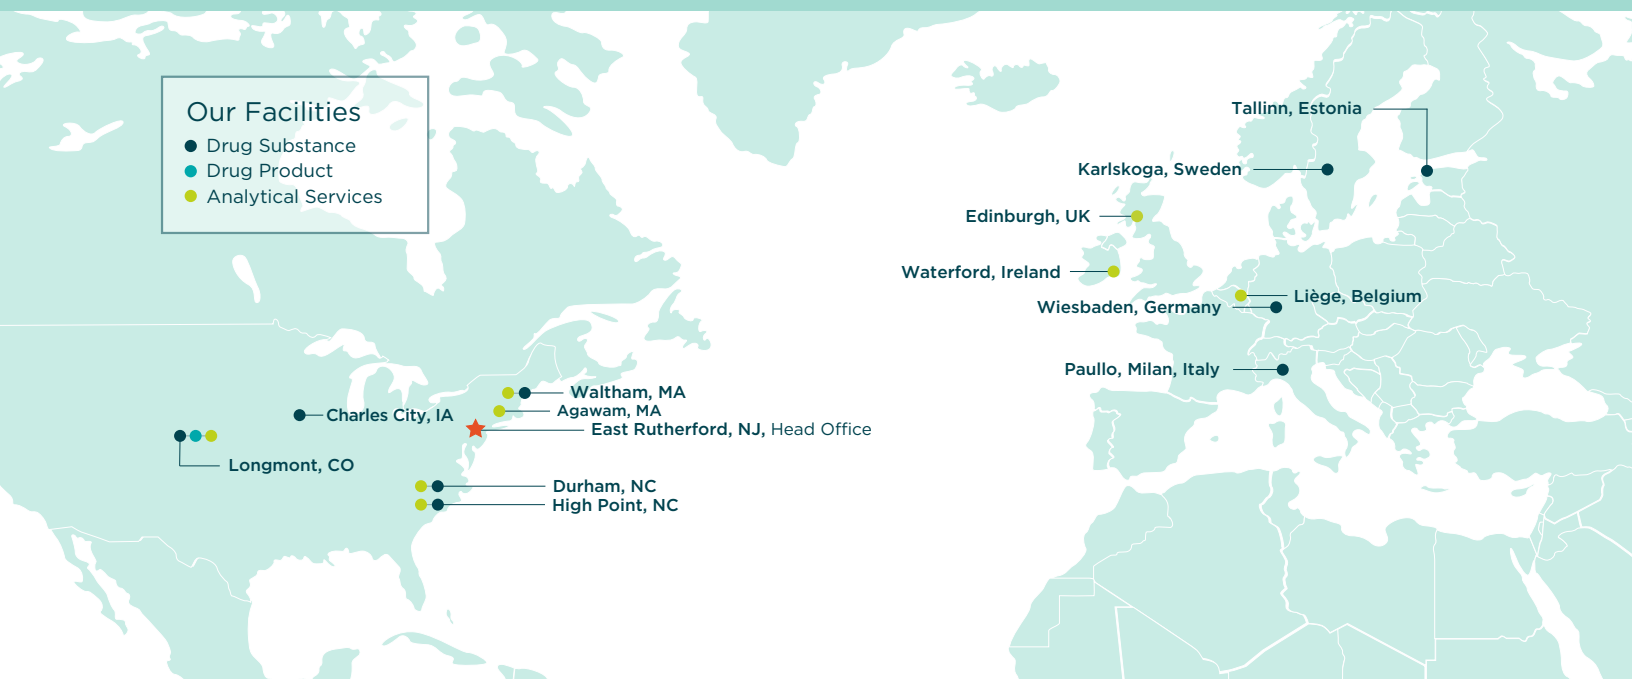 Our Facilities
Drug Substance
Drug Product
Analytical Services
Tallinn, Estonia
Karlskoga, Sweden
Edinburgh, UK
Waterford, Ireland
Liège, Belgium
Wiesbaden, Germany
Paullo, Milan, Italy
Waltham, MA
Agawam, MA
Charles City, IA
East Rutherford, NJ, Head Office
Longmont, CO
Durham, NC
High Point, NC